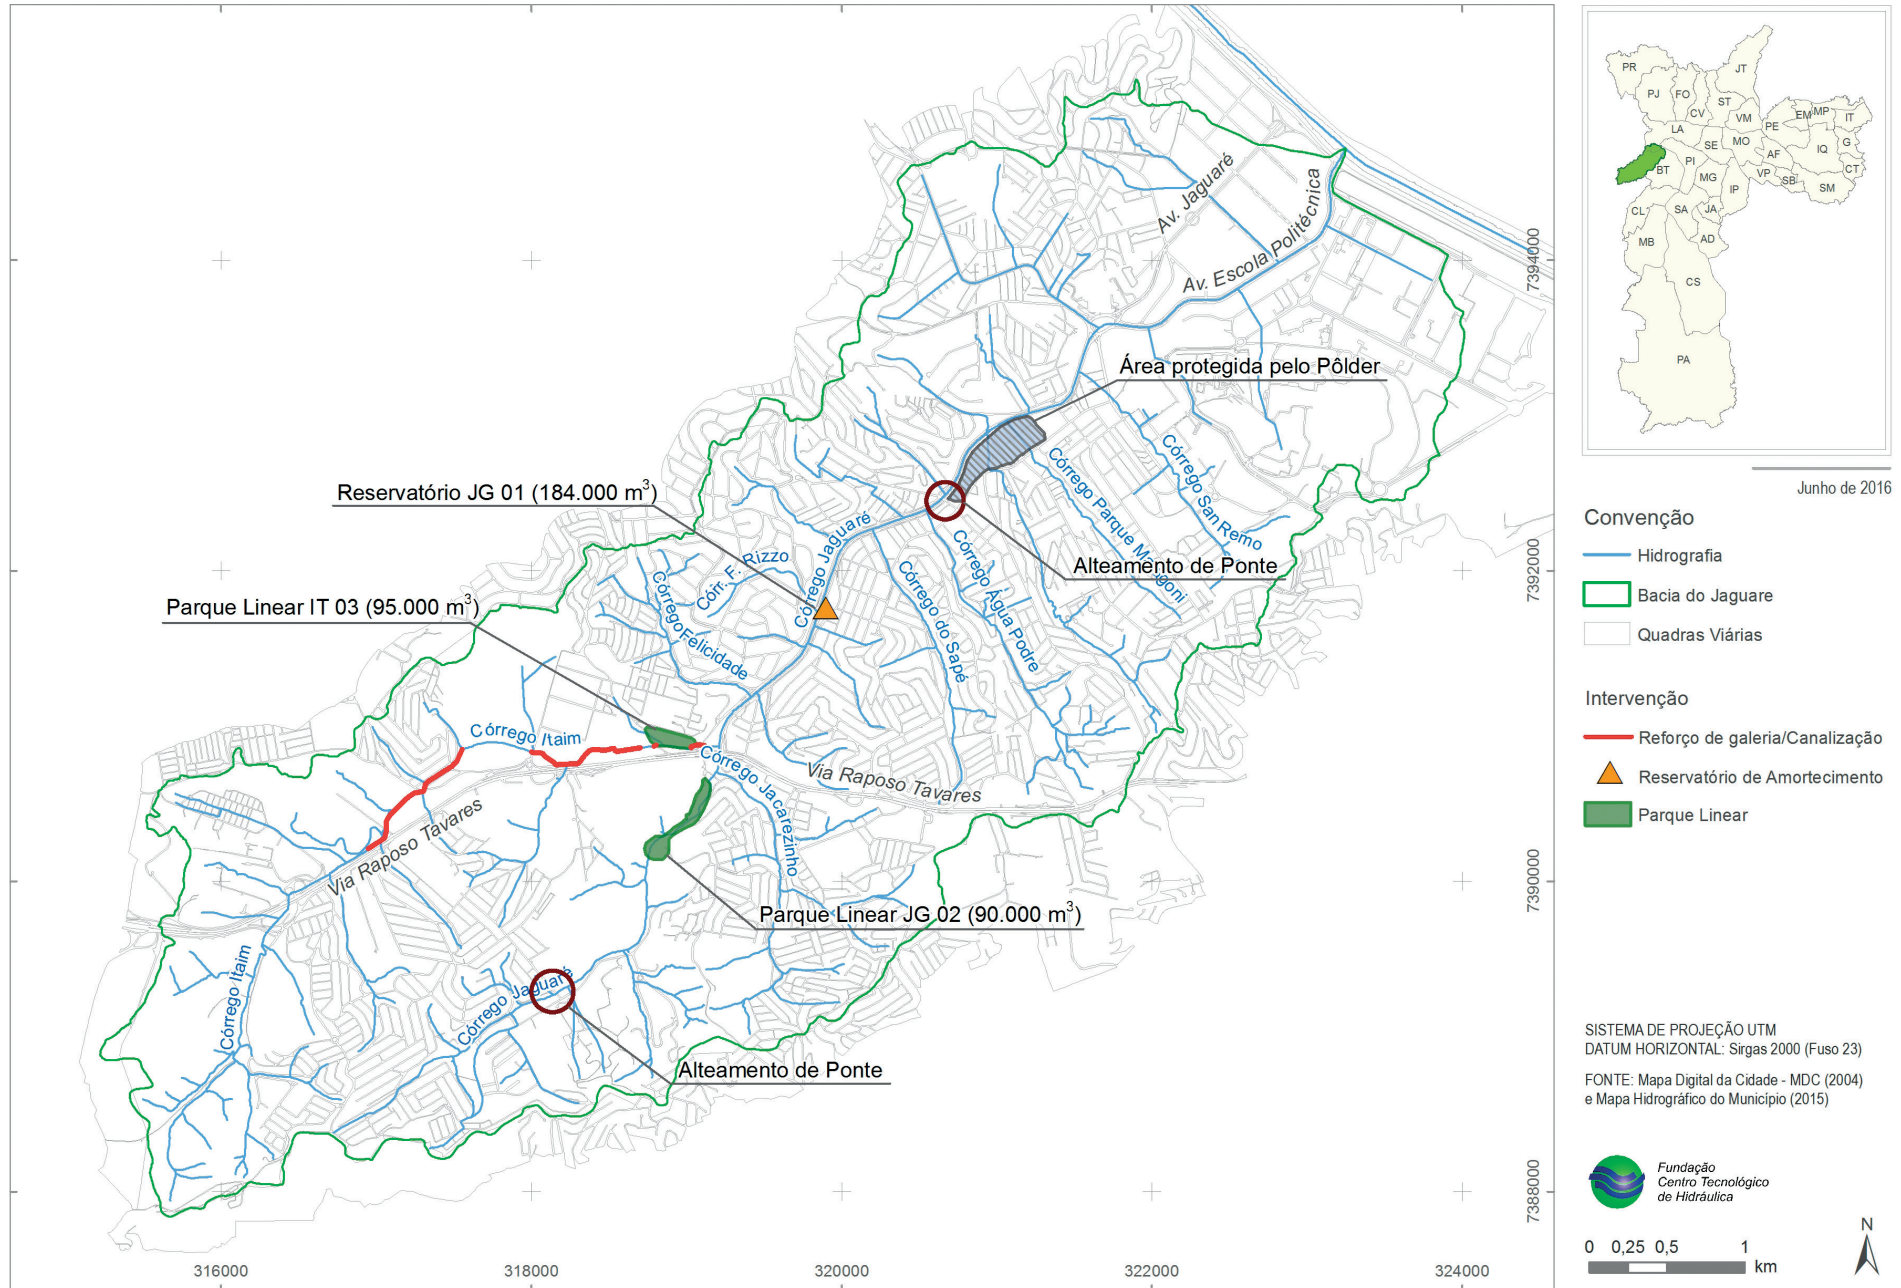 Av. Jaguaré
Av. Escola Politécnica
Área protegida pelo Pôlder
Reservatório JG 01 (184.000 m³)
Córrego San Remo
Córrego Parque Ma
goni
Córrego Jaguaré
Córr. F. Rizzo
Alteamento de Ponte
Córrego Água Podre
Córrego do Sapé
Parque Linear IT 03 (95.000 m³)
Córrego Felicidade
Córrego Itaim
Córrego Jacarezinho
Via Raposo Tavares
Via Raposo Tavares
Parque Linear JG 02 (90.000 m³)
Córrego Itaim
Córrego Jaguaré
Alteamento de Ponte
316000
318000
320000
322000
324000
7394000
7392000
7390000
7388000
PR
JT
PJ
FO
ST
CV
VM
EM
MP
IT
LA
PE
SE
MO
G
AF
IQ
PI
BT
MG
VP
SB
CT
IP
SM
CL
SA
JA
MB
AD
CS
PA
Junho de 2016
Convenção
Hidrografia
Bacia do Jaguare
Quadras Viárias
Intervenção
Reforço de galeria/Canalização
Reservatório de Amortecimento
Parque Linear
SISTEMA DE PROJEÇÃO UTM
DATUM HORIZONTAL: Sirgas 2000 (Fuso 23)
FONTE: Mapa Digital da Cidade - MDC (2004)
e Mapa Hidrográfico do Município (2015)
Fundação
Centro Tecnológico
de Hidráulica
N
0 0,25 0,5 1
km